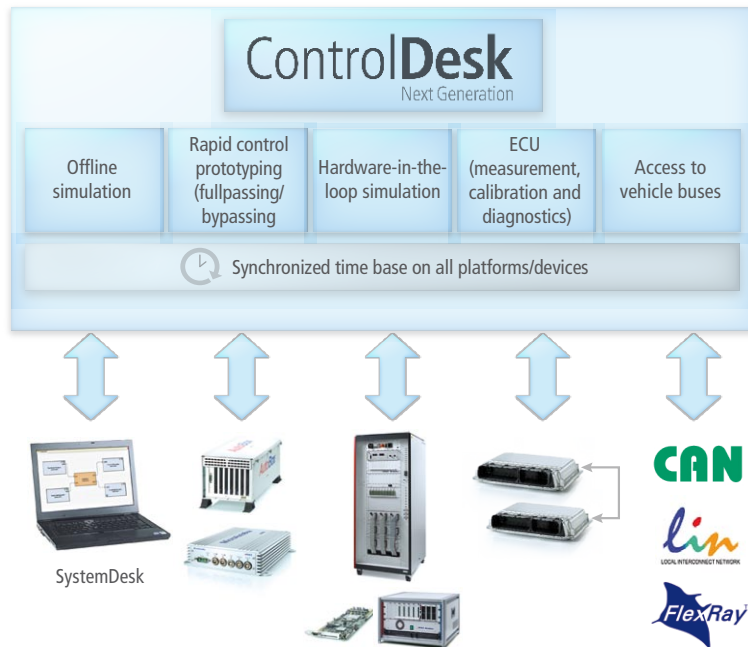 ControlDesk
Next Generation
Offline
simulation
Rapid control
prototyping
(fullpassing/
bypassing
Hardware-in-the-
loop simulation
ECU
(measurement,
calibration and
diagnostics)
Access to
vehicle buses
Synchronized time base on all platforms/devices
SystemDesk
CAN
lin
LOCAL INTERCONNECT NETWORK
FlexRay